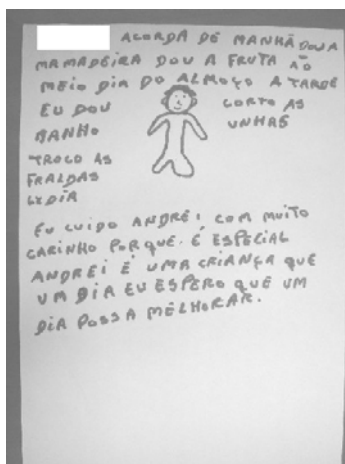 ACORDA DE MANHÃ DOU A
MAMADEIRA DOU A FRUTA AO
MEIO DIA DO ALMOÇO A TARDE
EU DOU CORTO AS
BANHO UNHAS
TROCO AS
FRALDAS
LYDIA
EU CUIDO ANDREI COM MUITO
CARINHO PORQUE. É ESPECIAL
ANDREI É UMA CRIANÇA QUE
UM DIA EU ESPERO QUE UM
DIA POSSA MELHORAR.